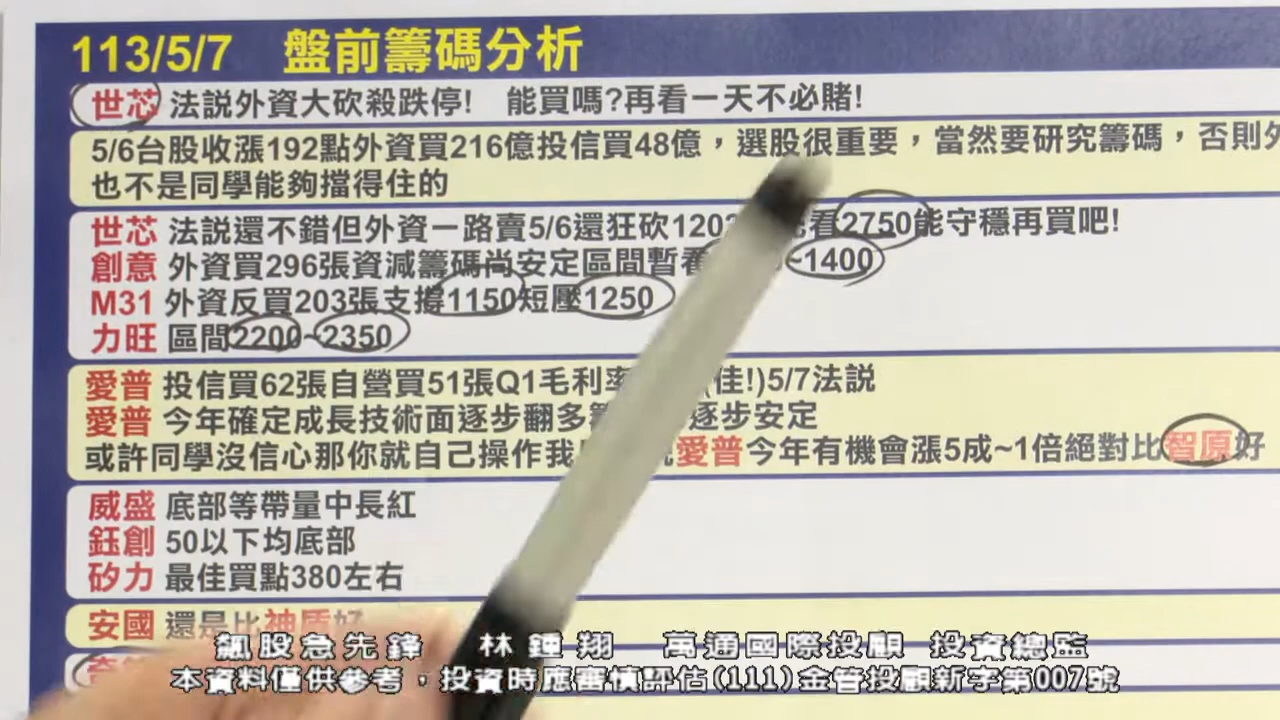 113/5/7 盤前籌碼分析
世芯 法說外資大砍殺跌停! 能買嗎?再看一天不必賭!
5/6台股收漲192點外資買216億投信買48億，選股很重要，當然要研究籌碼，否則外
也不是同學能夠擋得住的
世芯 法說還不錯但外資一路賣5/6還狂砍120 看2750能守穩再買吧!
創意 外資買296張資減籌碼尚安定區間暫看 ~1400
M31 外資反買203張支撐1150短壓1250
力旺 區間2200~2350
愛普 投信買62張自營買51張Q1毛利率 (佳!)5/7法說
愛普 今年確定成長技術面逐步翻多 逐步安定
或許同學沒信心那你就自己操作我 愛普今年有機會漲5成~1倍絕對比智原好
威盛 底部等帶量中長紅
鈺創 50以下均底部
矽力 最佳買點380左右
安國 還是比神盾好
飆股急先鋒 林鍾翔 萬通國際投顧 投資總監
本資料僅供參考，投資時應審慎評估(111)金管投顧新字第007號